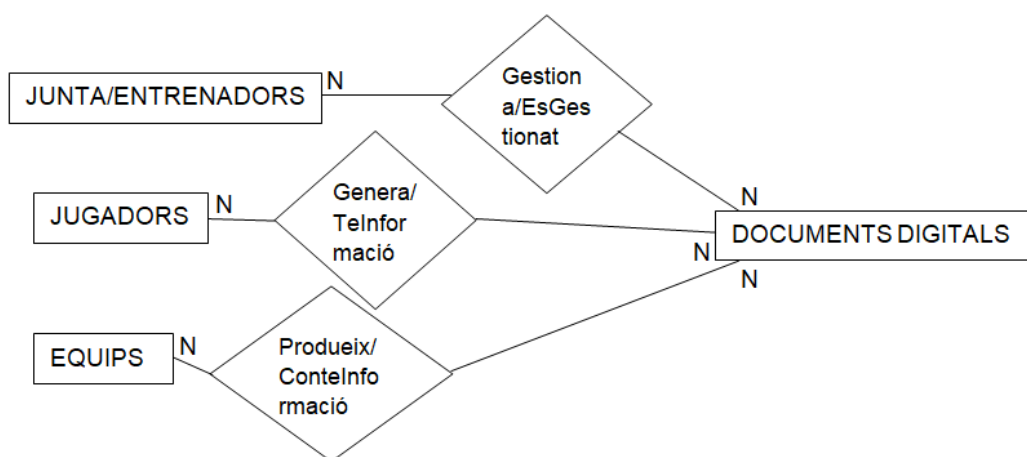 JUNTA/ENTRENADORS
N
Gestion
a/EsGes
tionat
N
JUGADORS
N
Genera/
TeInfor
mació
N
DOCUMENTS DIGITALS
N
EQUIPS
N
Produeix/
ConteInfo
rmació